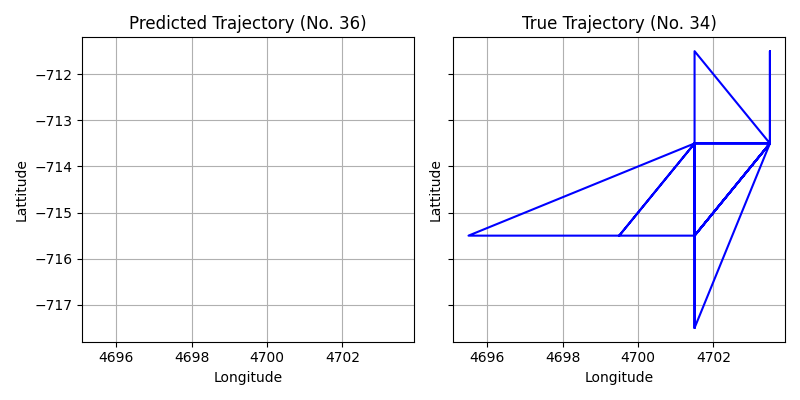 Predicted Trajectory (No. 36)
True Trajectory (No. 34)
−712
−713
−714
−715
−716
−717
Lattitude
Lattitude
4696
4698
4700
4702
4696
4698
4700
4702
Longitude
Longitude